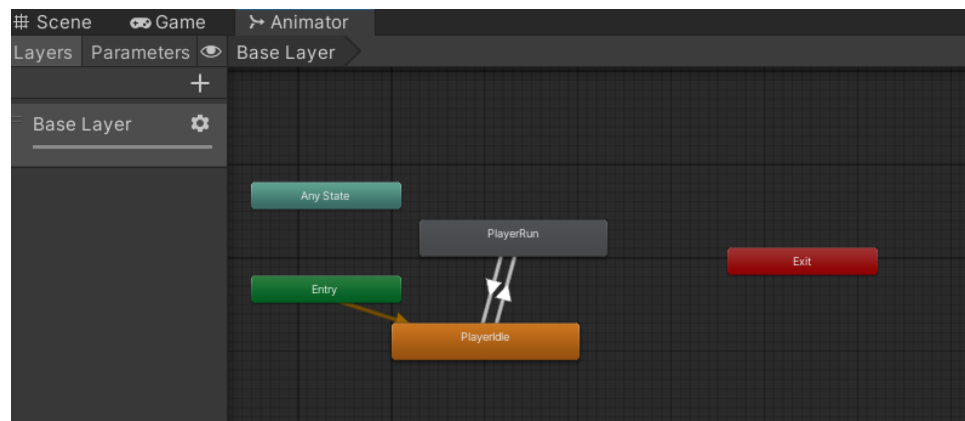 Scene Game Animator
Layers Parameters Base Layer
Base Layer
Any State
PlayerRun
Exit
Entry
PlayerIdle